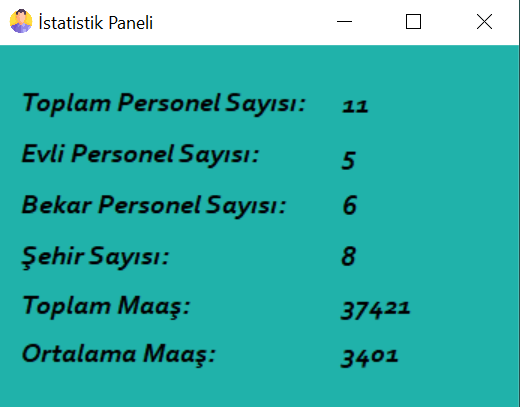 İstatistik Paneli
Toplam Personel Sayısı: 11
Evli Personel Sayısı: 5
Bekar Personel Sayısı: 6
Şehir Sayısı: 8
Toplam Maaş: 37421
Ortalama Maaş: 3401